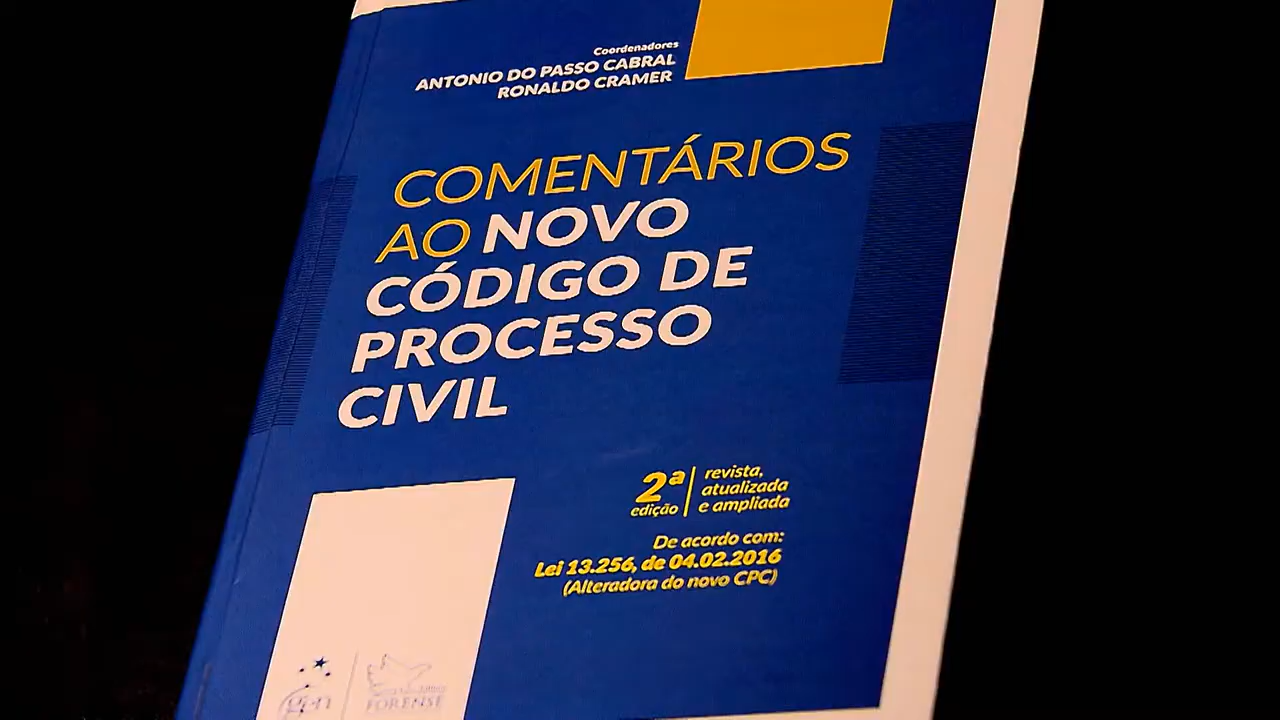 Coordenadores
ANTONIO DO PASSO CABRAL
RONALDO CRAMER
COMENTÁRIOS
AO NOVO
CÓDIGO DE
PROCESSO
CIVIL
2ª edição
revista,
atualizada
e ampliada
De acordo com:
Lei 13.256, de 04.02.2016
(Alteradora do novo CPC)
gen
FORENSE